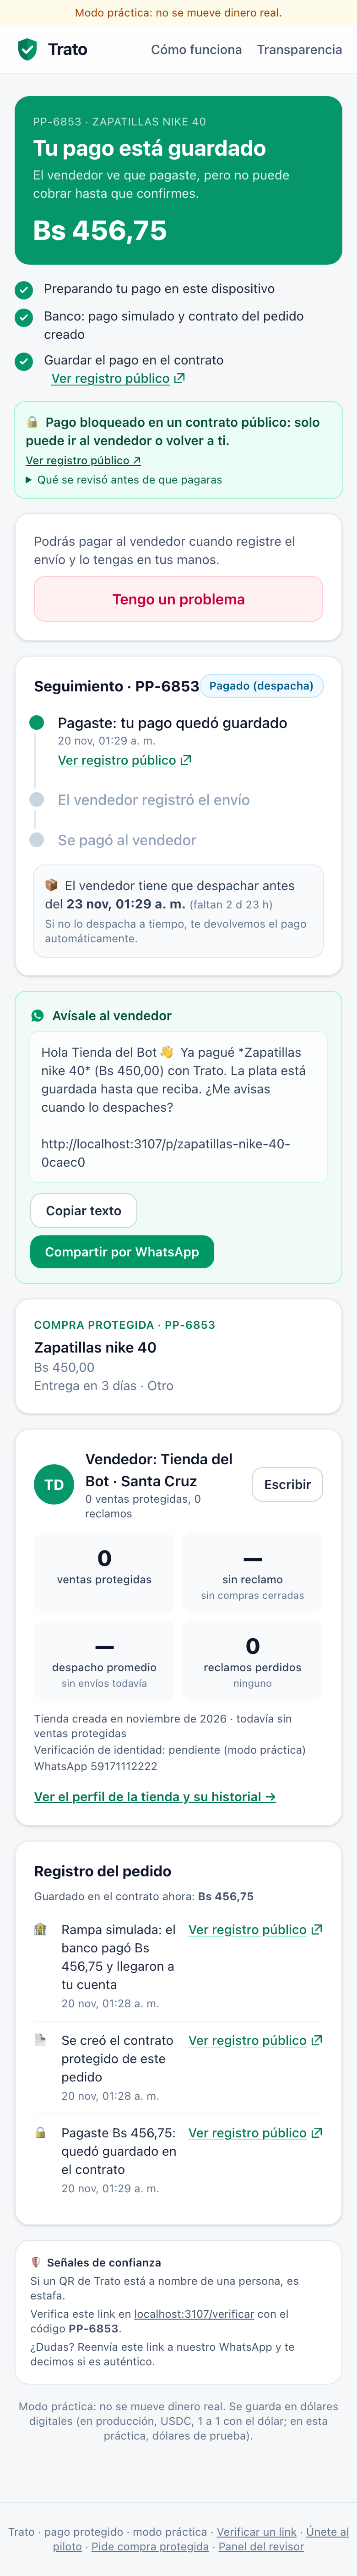 Modo práctica: no se mueve dinero real.
Trato
Cómo funciona
Transparencia
PP-6853 · ZAPATILLAS NIKE 40
Tu pago está guardado
El vendedor ve que pagaste, pero no puede
cobrar hasta que confirmes.
Bs 456,75
Preparando tu pago en este dispositivo
Banco: pago simulado y contrato del pedido
creado
Guardar el pago en el contrato
Ver registro público
Pago bloqueado en un contrato público: solo
puede ir al vendedor o volver a ti.
Ver registro público ↗
▶ Qué se revisó antes de que pagaras
Podrás pagar al vendedor cuando registre el
envío y lo tengas en tus manos.
Tengo un problema
Seguimiento · PP-6853
Pagado (despacha)
Pagaste: tu pago quedó guardado
20 nov, 01:29 a. m.
Ver registro público
El vendedor registró el envío
Se pagó al vendedor
📦 El vendedor tiene que despachar antes
del 23 nov, 01:29 a. m. (faltan 2 d 23 h)
Si no lo despacha a tiempo, te devolvemos el pago
automáticamente.
Avísale al vendedor
Hola Tienda del Bot 👋 Ya pagué *Zapatillas
nike 40* (Bs 450,00) con Trato. La plata está
guardada hasta que reciba. ¿Me avisas
cuando lo despaches?
http://localhost:3107/p/zapatillas-nike-40-
0caec0
Copiar texto
Compartir por WhatsApp
COMPRA PROTEGIDA · PP-6853
Zapatillas nike 40
Bs 450,00
Entrega en 3 días · Otro
TD
Vendedor: Tienda del
Bot · Santa Cruz
0 ventas protegidas, 0
reclamos
Escribir
0
ventas protegidas
—
sin reclamo
sin compras cerradas
—
despacho promedio
sin envíos todavía
0
reclamos perdidos
ninguno
Tienda creada en noviembre de 2026 · todavía sin
ventas protegidas
Verificación de identidad: pendiente (modo práctica)
WhatsApp 59171112222
Ver el perfil de la tienda y su historial →
Registro del pedido
Guardado en el contrato ahora: Bs 456,75
Rampa simulada: el
banco pagó Bs
456,75 y llegaron a
tu cuenta
20 nov, 01:28 a. m.
Ver registro público
Se creó el contrato
protegido de este
pedido
20 nov, 01:28 a. m.
Ver registro público
Pagaste Bs 456,75:
quedó guardado en
el contrato
20 nov, 01:29 a. m.
Ver registro público
Señales de confianza
Si un QR de Trato está a nombre de una persona, es
estafa.
Verifica este link en localhost:3107/verificar con el
código PP-6853.
¿Dudas? Reenvía este link a nuestro WhatsApp y te
decimos si es auténtico.
Modo práctica: no se mueve dinero real. Se guarda en dólares
digitales (en producción, USDC, 1 a 1 con el dólar; en esta
práctica, dólares de prueba).
Trato · pago protegido · modo práctica · Verificar un link · Únete al
piloto · Pide compra protegida · Panel del revisor